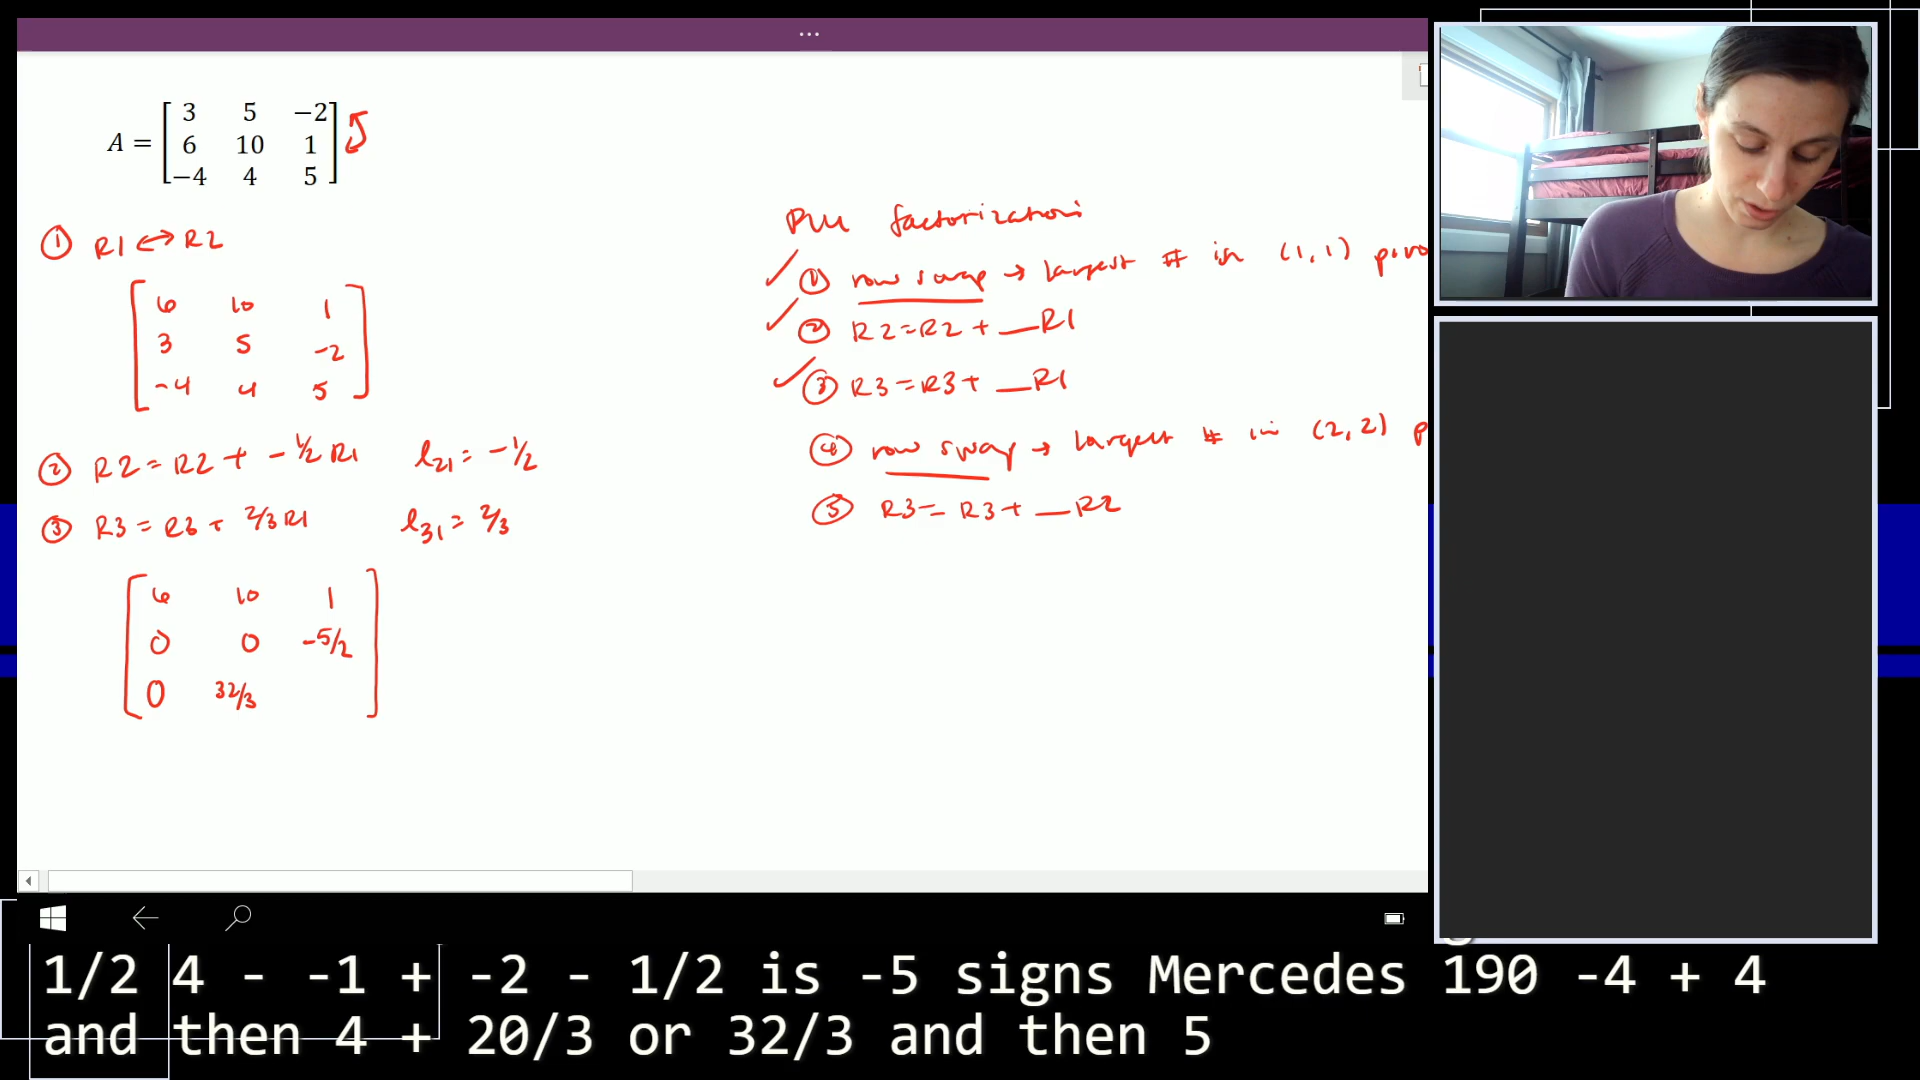 A = [3 5 −2
6 10 1
−4 4 5]
① R1 ↔ R2
[6 10 1
3 5 -2
-4 4 5]
② R2 = R2 + -1/2 R1 l21 = -1/2
③ R3 = R3 + 2/3 R1 l31 = 2/3
[6 10 1
0 0 -5/2
0 32/3]
PLU factorization
✓ ① row swap → largest # in (1,1) pivo
✓ ② R2 = R2 + __R1
✓ ③ R3 = R3 + __R1
④ row swap → largest # in (2,2) p
⑤ R3 = R3 + __R2
1/2 4 - -1 + -2 - 1/2 is -5 signs Mercedes 190 -4 + 4
and then 4 + 20/3 or 32/3 and then 5